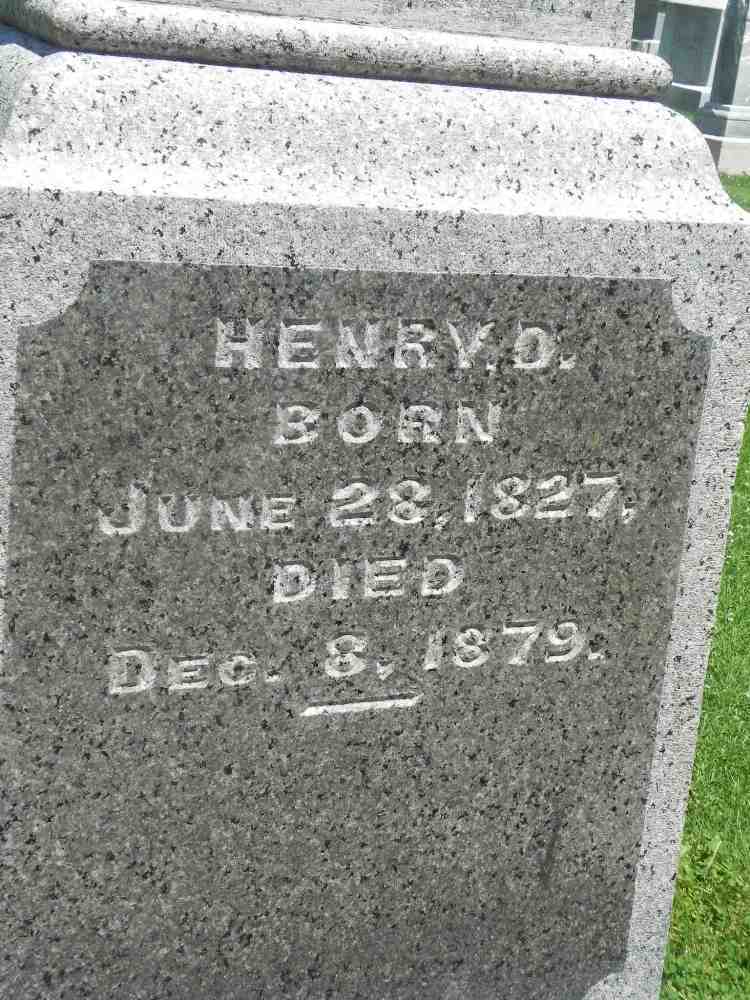 HENRY. D.
BORN
JUNE 28, 1827,
DIED
DEC. 8, 1879.